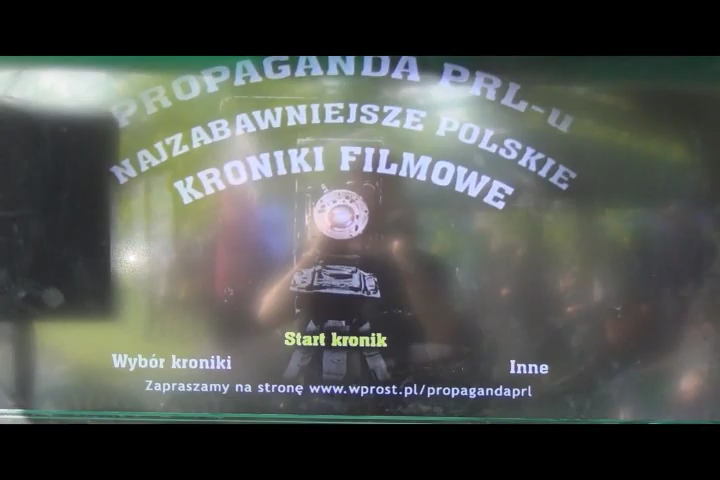 PROPAGANDA PRL-u
NAJZABAWNIEJSZE POLSKIE
KRONIKI FILMOWE
Start kronik
Wybór kroniki
Inne
Zapraszamy na stronę www.wprost.pl/propagandaprl